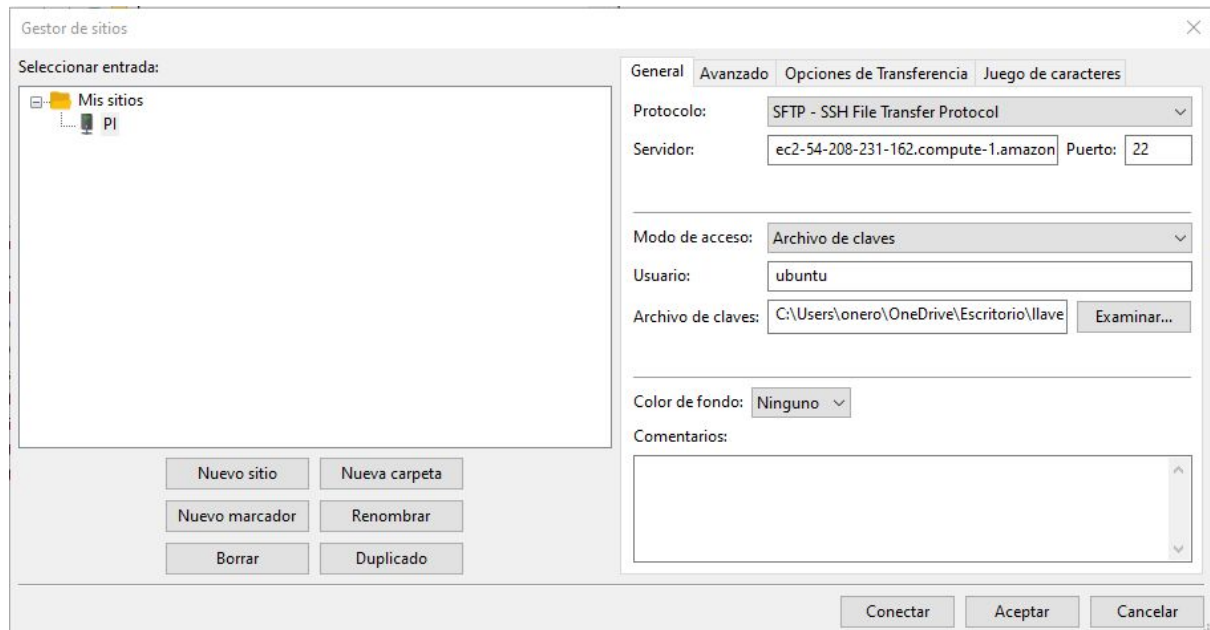 Gestor de sitios
Seleccionar entrada:
Mis sitios
PI
Nuevo sitio
Nueva carpeta
Nuevo marcador
Renombrar
Borrar
Duplicado
General Avanzado Opciones de Transferencia Juego de caracteres
Protocolo: SFTP - SSH File Transfer Protocol
Servidor: ec2-54-208-231-162.compute-1.amazon Puerto: 22
Modo de acceso: Archivo de claves
Usuario: ubuntu
Archivo de claves: C:\Users\onero\OneDrive\Escritorio\llave Examinar...
Color de fondo: Ninguno
Comentarios:
Conectar Aceptar Cancelar